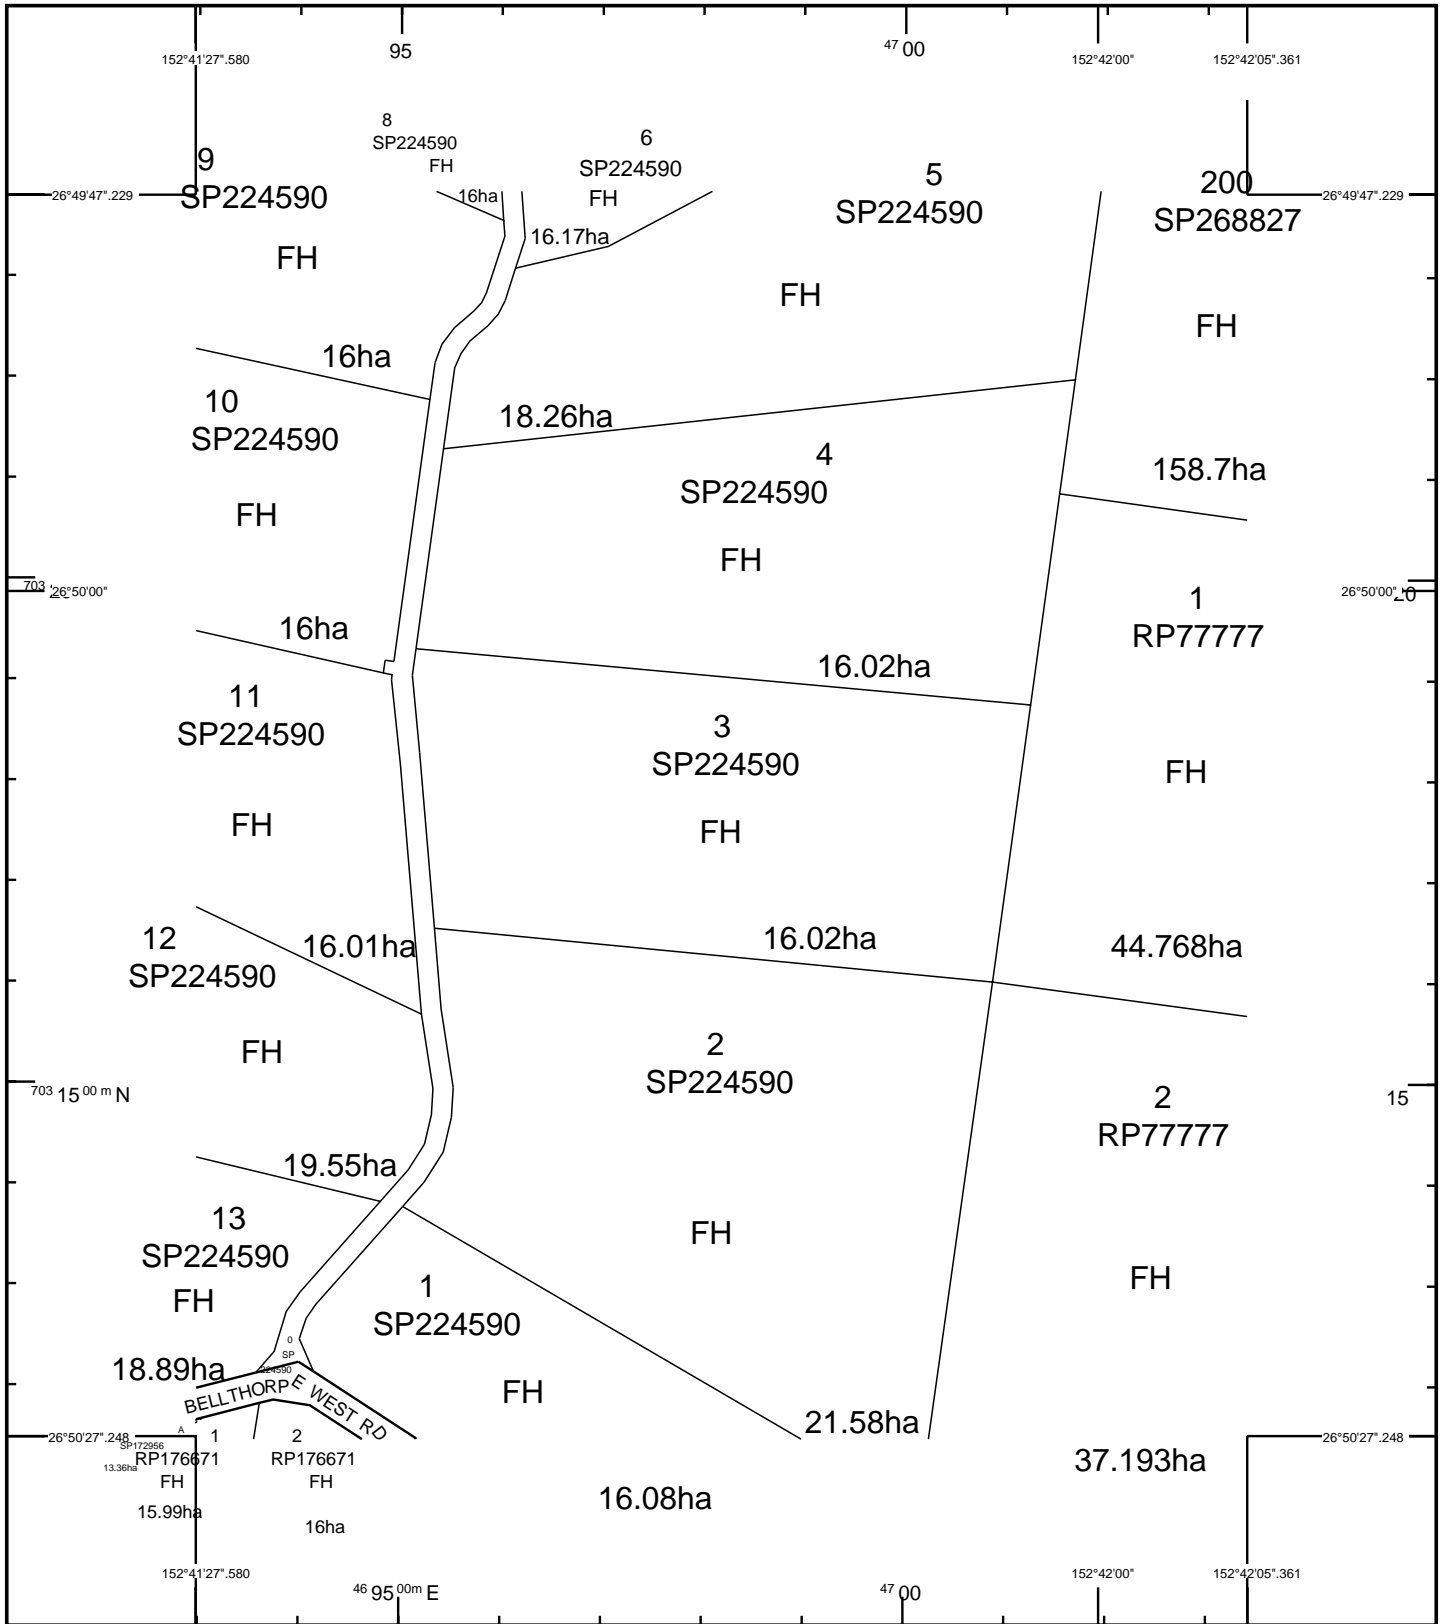 95
47 00
152°41'27".580
152°42'00"
152°42'05".361
8
SP224590
FH
16ha
6
SP224590
FH
16.17ha
9
SP224590
FH
16ha
5
SP224590
FH
18.26ha
200
SP268827
FH
158.7ha
26°49'47".229
26°49'47".229
10
SP224590
FH
16ha
4
SP224590
FH
16.02ha
703
26°50'00"
26°50'00"
20
1
RP77777
FH
44.768ha
11
SP224590
FH
16.01ha
3
SP224590
FH
16.02ha
12
SP224590
FH
19.55ha
2
SP224590
FH
21.58ha
703 15 00 m N
15
2
RP77777
FH
37.193ha
13
SP224590
FH
18.89ha
1
SP224590
FH
16.08ha
0
SP
224590
BELLTHORPE WEST RD
26°50'27".248
26°50'27".248
A
SP172956
13.36ha
1
RP176671
FH
15.99ha
2
RP176671
FH
16ha
152°41'27".580
152°42'00"
152°42'05".361
46 95 00m E
47 00